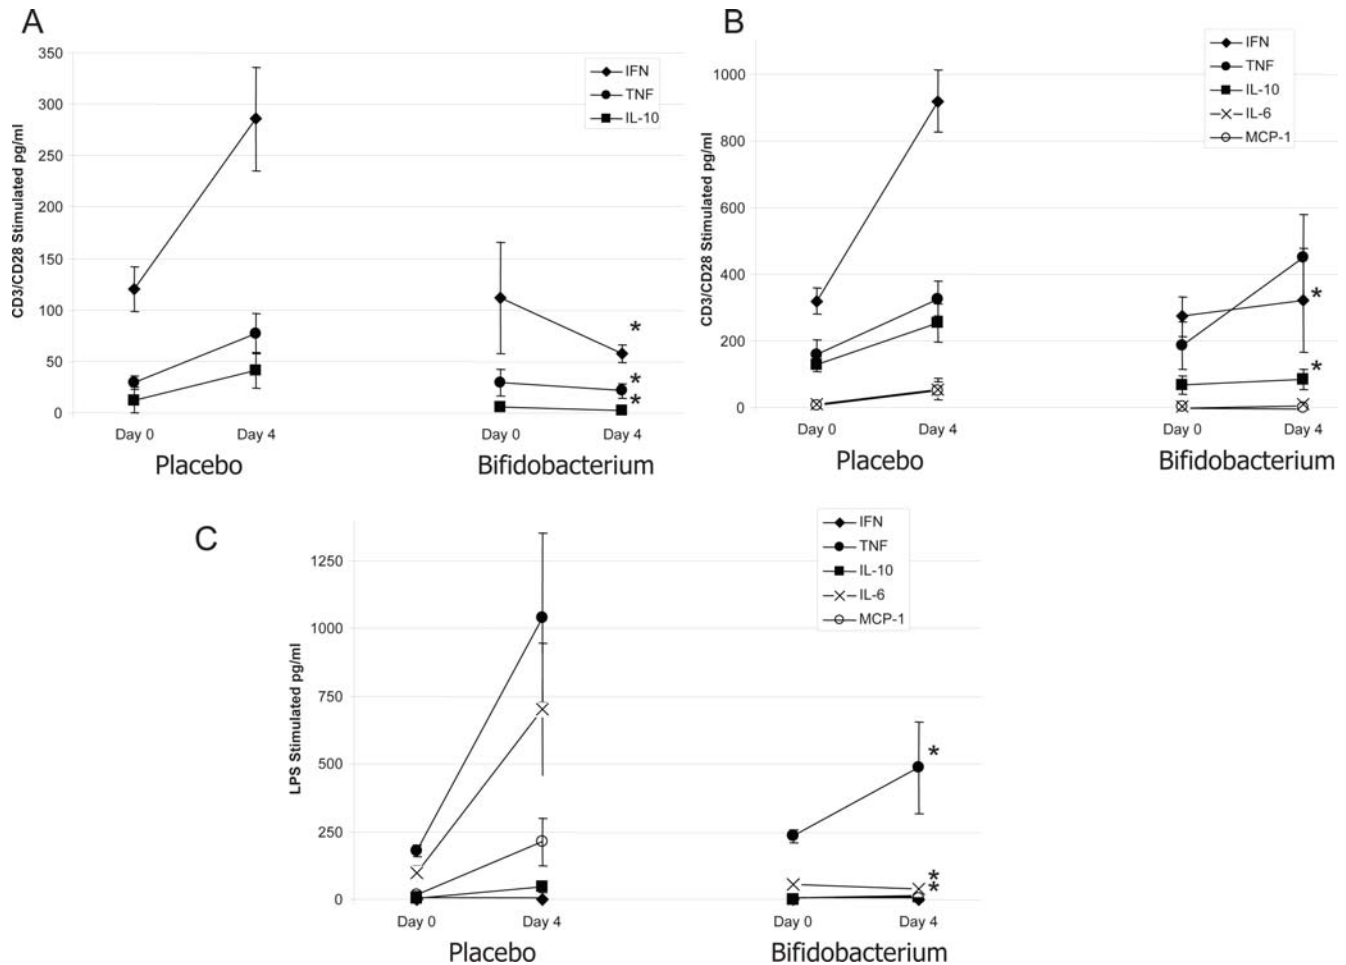 A
CD3/CD28 Stimulated pg/ml
350
300
250
200
150
100
50
0
IFN
TNF
IL-10
*
*
*
Day 0
Day 4
Day 0
Day 4
Placebo
Bifidobacterium
B
CD3/CD28 Stimulated pg/ml
1000
800
600
400
200
0
IFN
TNF
IL-10
IL-6
MCP-1
*
*
Day 0
Day 4
Day 0
Day 4
Placebo
Bifidobacterium
C
LPS Stimulated pg/ml
1250
1000
750
500
250
0
IFN
TNF
IL-10
IL-6
MCP-1
*
*
*
Day 0
Day 4
Day 0
Day 4
Placebo
Bifidobacterium